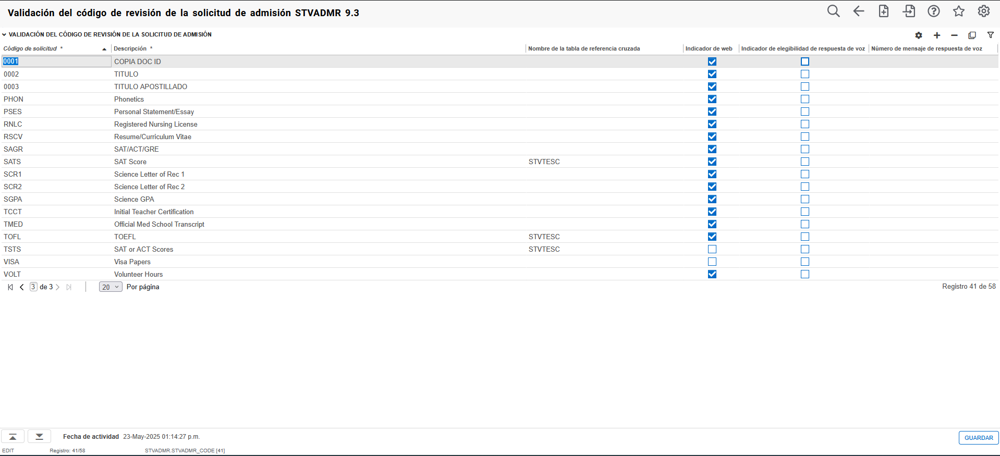 Validación del código de revisión de la solicitud de admisión STVADMR 9.3
VALIDACIÓN DEL CÓDIGO DE REVISIÓN DE LA SOLICITUD DE ADMISIÓN
Código de solicitud * Descripción * Nombre de la tabla de referencia cruzada Indicador de web Indicador de elegibilidad de respuesta de voz Número de mensaje de respuesta de voz
0001 COPIA DOC ID
0002 TITULO
0003 TITULO APOSTILLADO
PHON Phonetics
PSES Personal Statement/Essay
RNLC Registered Nursing License
RSCV Resume/Curriculum Vitae
SAGR SAT/ACT/GRE
SATS SAT Score STVTESC
SCR1 Science Letter of Rec 1
SCR2 Science Letter of Rec 2
SGPA Science GPA
TCCT Initial Teacher Certification
TMED Official Med School Transcript
TOFL TOEFL STVTESC
TSTS SAT or ACT Scores STVTESC
VISA Visa Papers
VOLT Volunteer Hours
3 de 3 20 Por página Registro 41 de 58
Fecha de actividad 23-May-2025 01:14:27 p.m. GUARDAR
EDIT Registro: 41/58 STVADMR.STVADMR_CODE [41]